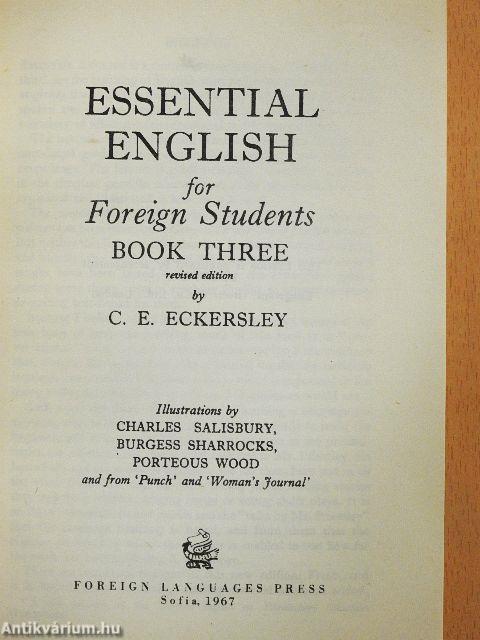 ESSENTIAL
ENGLISH
for
Foreign Students
BOOK THREE
revised edition
by
C. E. ECKERSLEY
Illustrations by
CHARLES SALISBURY,
BURGESS SHARROCKS,
PORTEOUS WOOD
and from 'Punch' and 'Woman's Journal'
FOREIGN LANGUAGES PRESS
Sofia, 1967
Antikvárium.hu